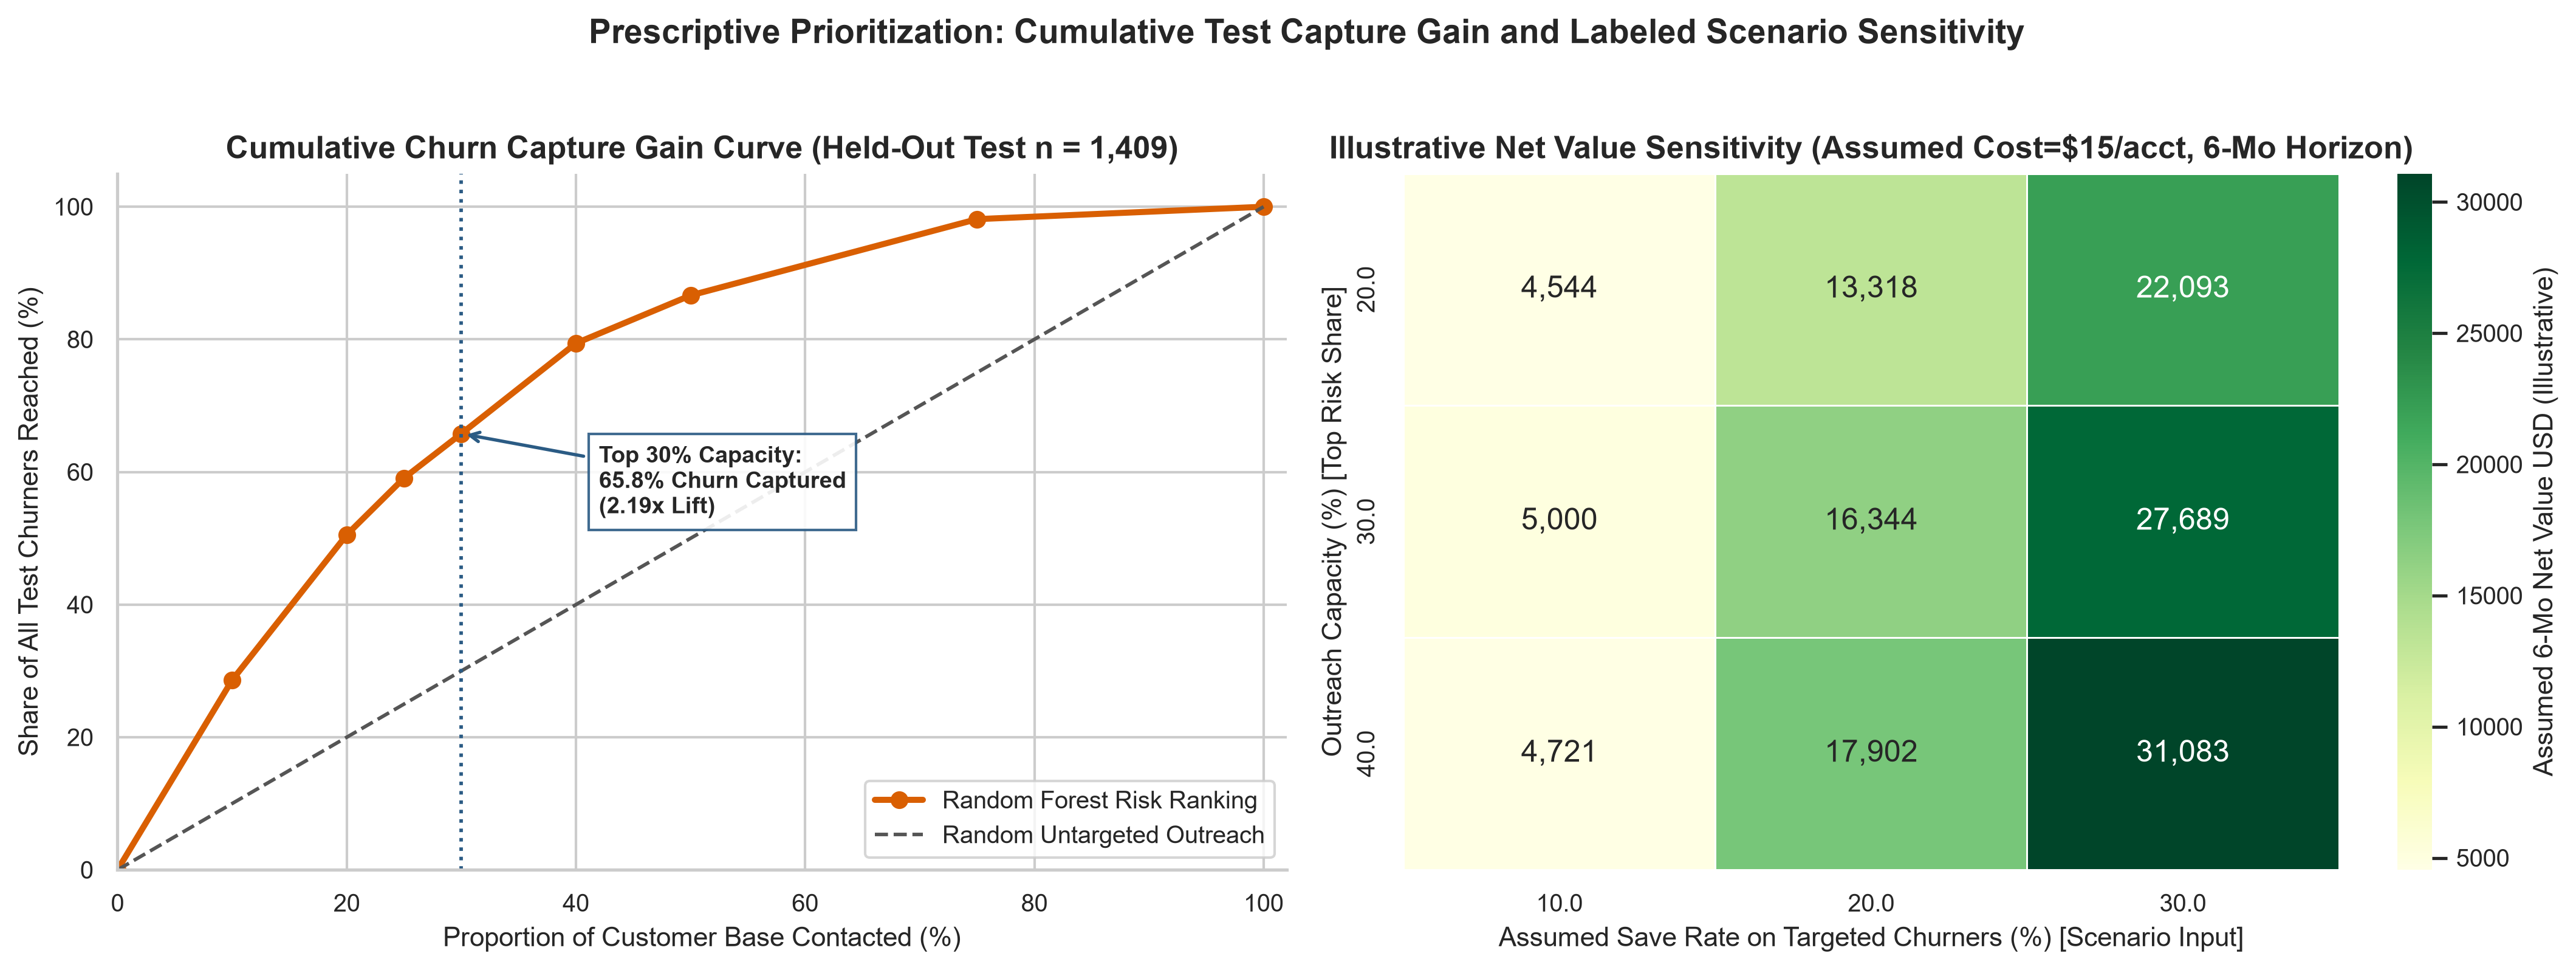 Prescriptive Prioritization: Cumulative Test Capture Gain and Labeled Scenario Sensitivity
Cumulative Churn Capture Gain Curve (Held-Out Test n = 1,409)
Share of All Test Churners Reached (%)
100
80
60
40
20
0
Top 30% Capacity:
65.8% Churn Captured
(2.19x Lift)
Random Forest Risk Ranking
Random Untargeted Outreach
0 20 40 60 80 100
Proportion of Customer Base Contacted (%)
Illustrative Net Value Sensitivity (Assumed Cost=$15/acct, 6-Mo Horizon)
Outreach Capacity (%) [Top Risk Share]
20.0
4,544 13,318 22,093
30.0
5,000 16,344 27,689
40.0
4,721 17,902 31,083
10.0 20.0 30.0
Assumed Save Rate on Targeted Churners (%) [Scenario Input]
30000
25000
20000
15000
10000
5000
Assumed 6-Mo Net Value USD (Illustrative)